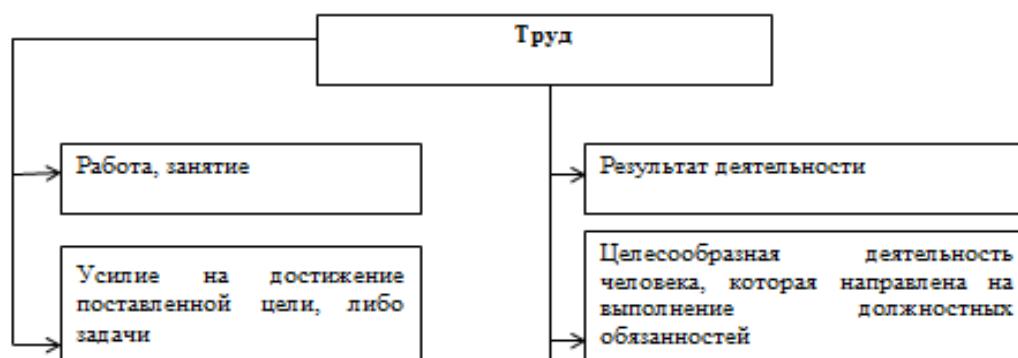 Труд
Работа, занятие
Результат деятельности
Усилие на достижение
поставленной цели, либо
задачи
Целесообразная деятельность
человека, которая направлена на
выполнение должностных
обязанностей